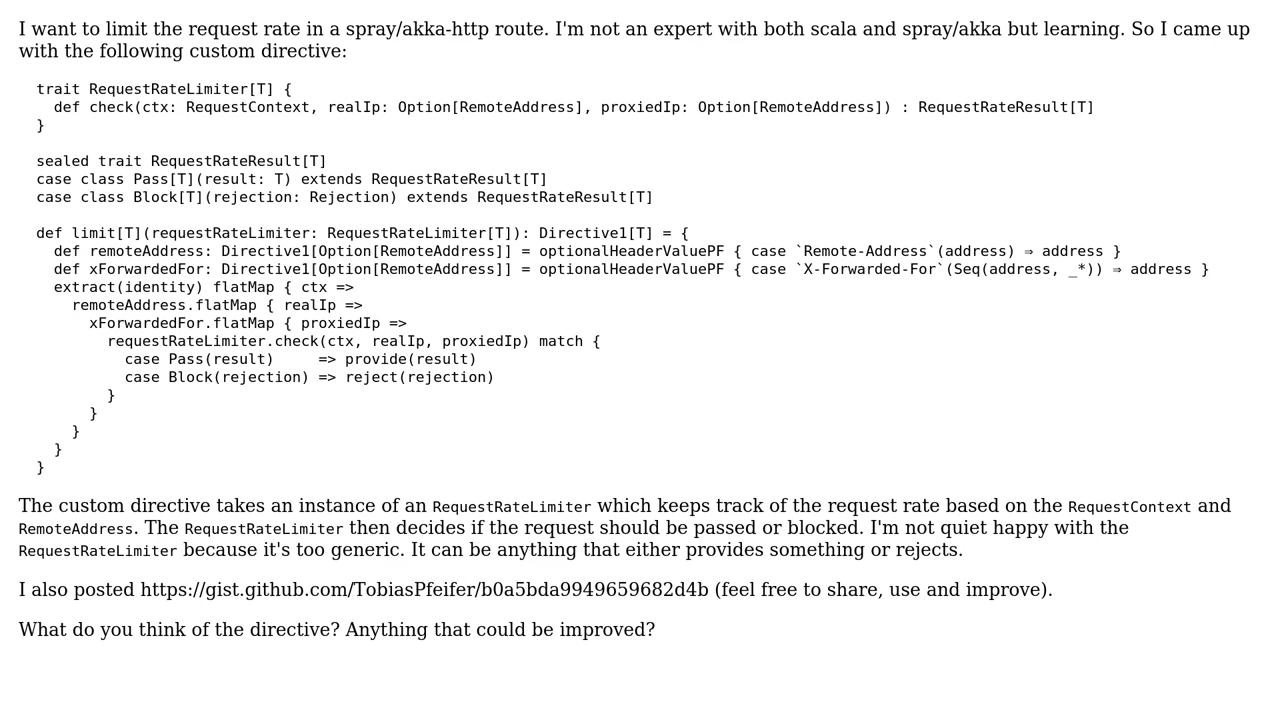 I want to limit the request rate in a spray/akka-http route. I'm not an expert with both scala and spray/akka but learning. So I came up
with the following custom directive:
trait RequestRateLimiter[T] {
  def check(ctx: RequestContext, realIp: Option[RemoteAddress], proxiedIp: Option[RemoteAddress]) : RequestRateResult[T]
}
sealed trait RequestRateResult[T]
case class Pass[T](result: T) extends RequestRateResult[T]
case class Block[T](rejection: Rejection) extends RequestRateResult[T]
def limit[T](requestRateLimiter: RequestRateLimiter[T]): Directive1[T] = {
  def remoteAddress: Directive1[Option[RemoteAddress]] = optionalHeaderValuePF { case `Remote-Address`(address) ⇒ address }
  def xForwardedFor: Directive1[Option[RemoteAddress]] = optionalHeaderValuePF { case `X-Forwarded-For`(Seq(address, _*)) ⇒ address }
  extract(identity) flatMap { ctx =>
    remoteAddress.flatMap { realIp =>
      xForwardedFor.flatMap { proxiedIp =>
        requestRateLimiter.check(ctx, realIp, proxiedIp) match {
          case Pass(result)     => provide(result)
          case Block(rejection) => reject(rejection)
        }
      }
    }
  }
}
The custom directive takes an instance of an RequestRateLimiter which keeps track of the request rate based on the RequestContext and
RemoteAddress. The RequestRateLimiter then decides if the request should be passed or blocked. I'm not quiet happy with the
RequestRateLimiter because it's too generic. It can be anything that either provides something or rejects.
I also posted https://gist.github.com/TobiasPfeifer/b0a5bda9949659682d4b (feel free to share, use and improve).
What do you think of the directive? Anything that could be improved?